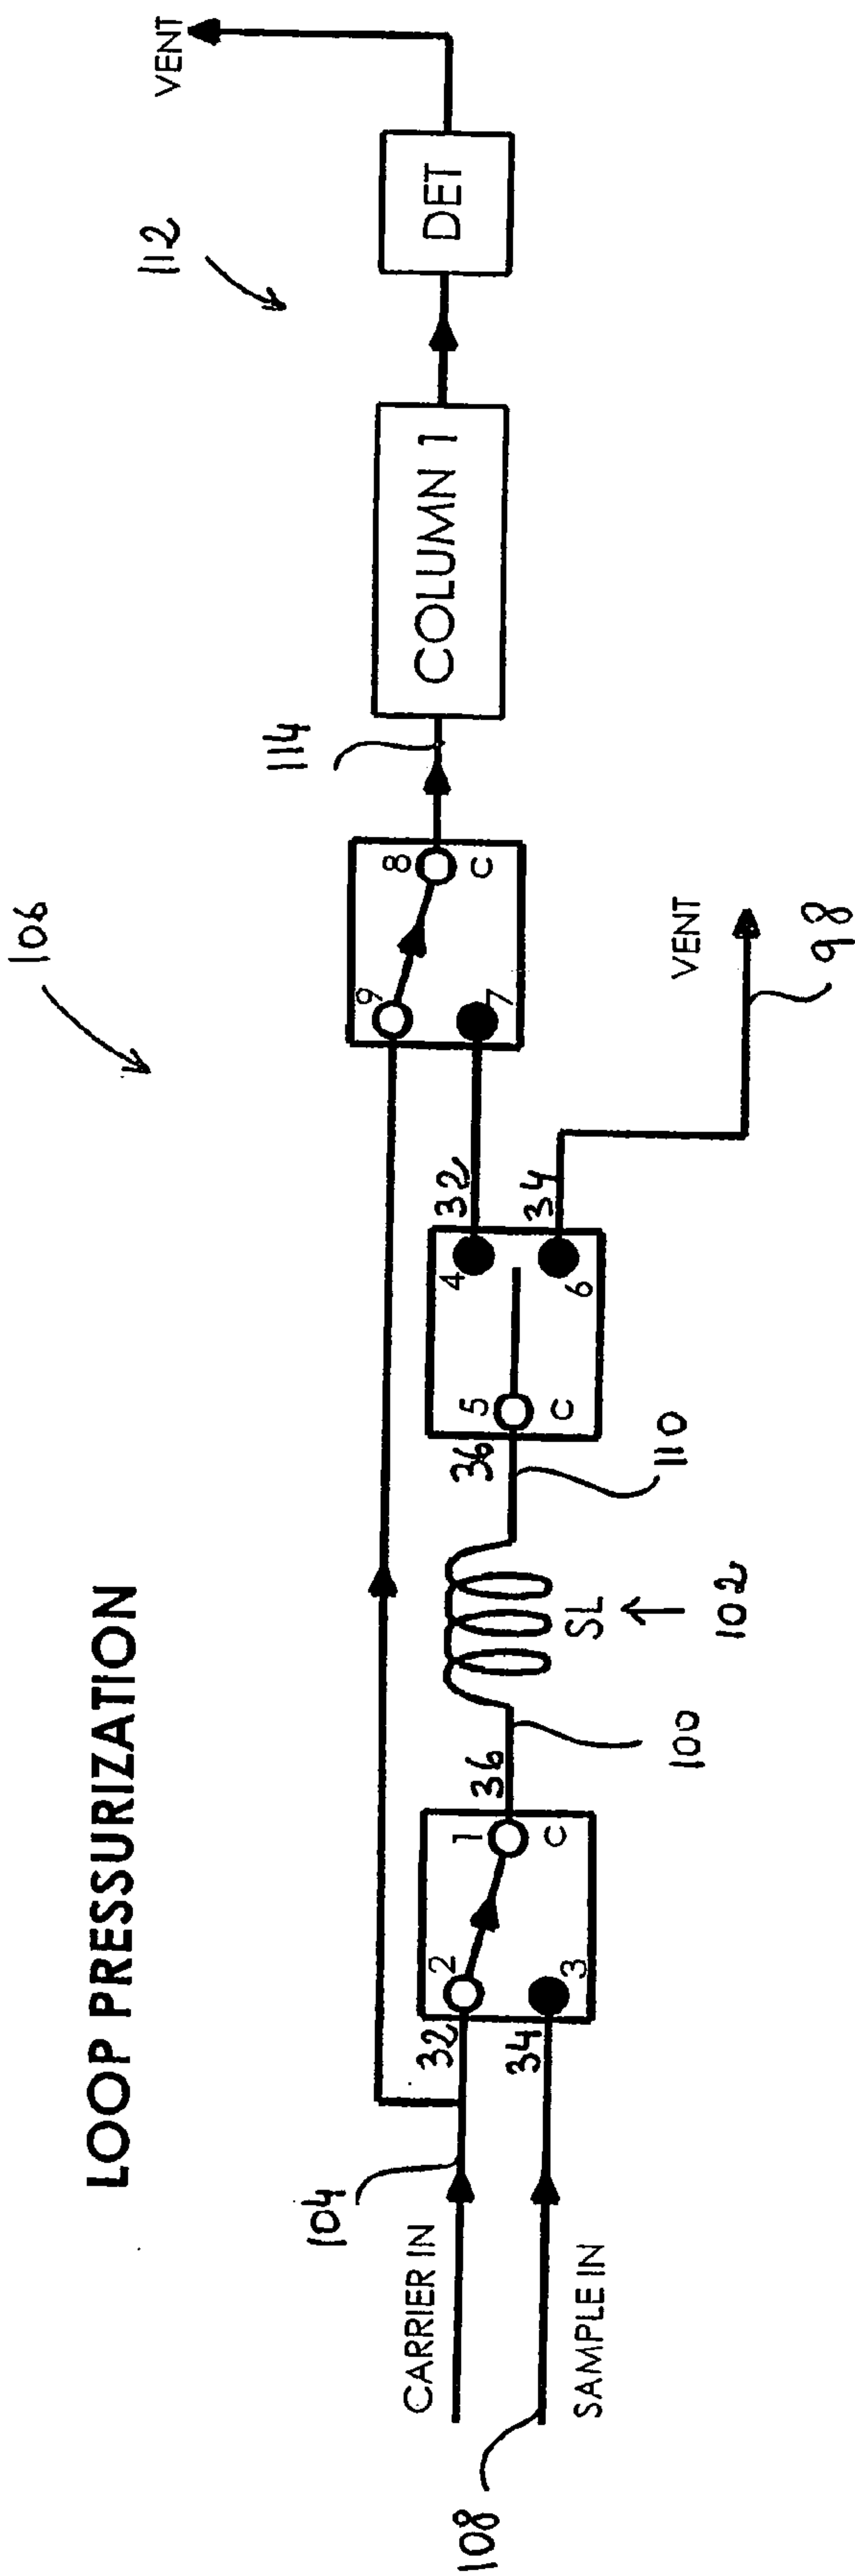 LOOP PRESSURIZATION
106
112
VENT
104
CARRIER IN
32
2
1
C
36
SAMPLE IN
108
34
3
100
SL
102
110
36
5
C
4
32
6
34
VENT
98
9
7
8
C
114
COLUMN 1
DET